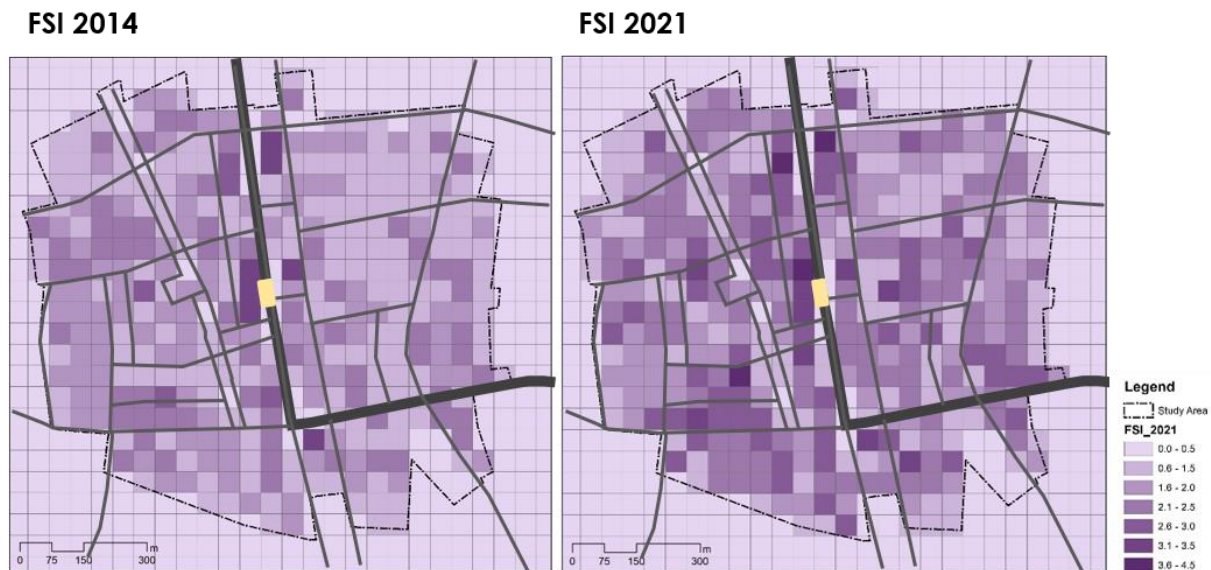 FSI 2014
FSI 2021
Legend
Study Area
FSI_2021
0.0 - 0.5
0.6 - 1.5
1.6 - 2.0
2.1 - 2.5
2.6 - 3.0
3.1 - 3.5
3.6 - 4.5
0 75 150 300 m
0 75 150 300 m